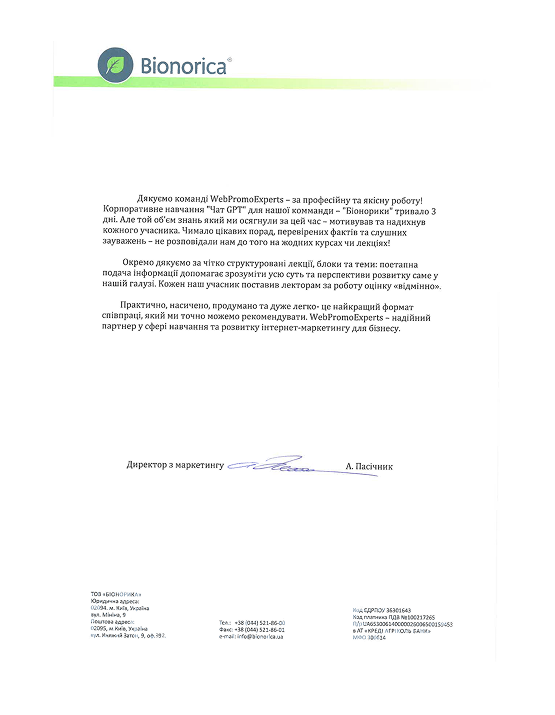 Bionorica®
Дякуємо команді WebPromoExperts – за професійну та якісну роботу!
Корпоративне навчання "Чат GPT" для нашої комманди – "Біонорики" тривало 3
дні. Але той об'єм знань який ми осягнули за цей час – мотивував та надихнув
кожного учасника. Чимало цікавих порад, перевірених фактів та слушних
зауважень – не розповідали нам до того на жодних курсах чи лекціях!
Окремо дякуємо за чітко структуровані лекції, блоки та теми: поетапна
подача інформації допомагає зрозуміти усю суть та перспективи розвитку саме у
нашій галузі. Кожен наш учасник поставив лекторам за роботу оцінку «відмінно».
Практично, насичено, продумано та дуже легко- це найкращий формат
співпраці, який ми точно можемо рекомендувати. WebPromoExperts – надійний
партнер у сфері навчання та розвитку інтернет-маркетингу для бізнесу.
Директор з маркетингу
А. Пасічник
ТОВ «БІОНОРИКА»
Юридична адреса:
02094, м. Київ, Україна
вул. Мініна, 9
Поштова адреса:
02095, м Київ, Україна
вул. Княжий Затон, 9, оф.392.
Тел.: +38 (044) 521-86-00
Факс: +38 (044) 521-86-01
e-mail: info@bionorica.ua
Код ЄДРПОУ 36301643
Код платника ПДВ №100217265
в АТ «КРЕДІ АГРІКОЛЬ БАНК»
МФО